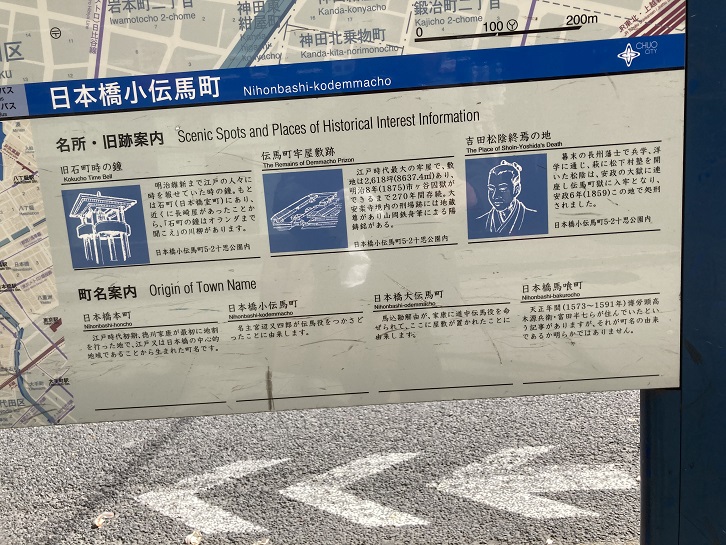 岩本町二丁目
Iwamotocho 2-chome
神田
紺屋町
Kanda-konyacho
鍛冶町二丁目
Kajicho 2-chome
神田北乗物町
Kanda-kita-norimonocho
0 100 200m
CHUO
CITY
日本橋小伝馬町 Nihonbashi-kodemmacho
名所・旧跡案内 Scenic Spots and Places of Historical Interest Information
旧石町時の鐘
Kokucho Time Bell
明治維新まで江戸の人々に
時を報せていた時の鐘。もと
は石町(日本橋室町)にあり、
近くに長崎屋があったことか
ら、「石町の鐘はオランダまで
聞こえ」の川柳があります。
日本橋小伝馬町5-2十思公園内
伝馬町牢屋敷跡
The Remains of Demmacho Prizon
江戸時代最大の牢屋で、敷
地は2,618坪(8637.4㎡)あり、
明治8年(1875)市ヶ谷囚獄が
できるまで270年間存続。大
安楽寺境内の刑場跡には地蔵
尊があり山岡鉄舟筆にまる陽
鋳銘がある。
日本橋小伝馬町5-2十思公園内
吉田松陰終焉の地
The Place of Shoin-Yoshida's Death
幕末の長州藩士で兵学、洋
学に通じ、萩に松下村塾を開
いた松陰は、安政の大獄に連
座し伝馬町獄に入牢となり、
安政6年(1859)この地で処刑
されました。
日本橋小伝馬町5-2十思公園内
町名案内 Origin of Town Name
日本橋本町
Nihonbashi-honcho
江戸時代初期、徳川家康が最初に地割
を行った地で、江戸又は日本橋の中心的
地域であることから生まれた町名です。
日本橋小伝馬町
Nihonbashi-kodemmacho
名主宮辺又四郎が伝馬役をつかさど
ったことに由来します。
日本橋大伝馬町
Nihonbashi-odemmacho
馬込勘解由が、家康に道中伝馬役を命
ぜられて、ここに屋敷が置かれたことに
由来します。
日本橋馬喰町
Nihonbashi-bakurocho
天正年間(1573〜1591年)博労頭高
木源兵衛・富田半七らが住んでいたとい
う記事がありますが、それが町名の由来
であるか明らかではありません。